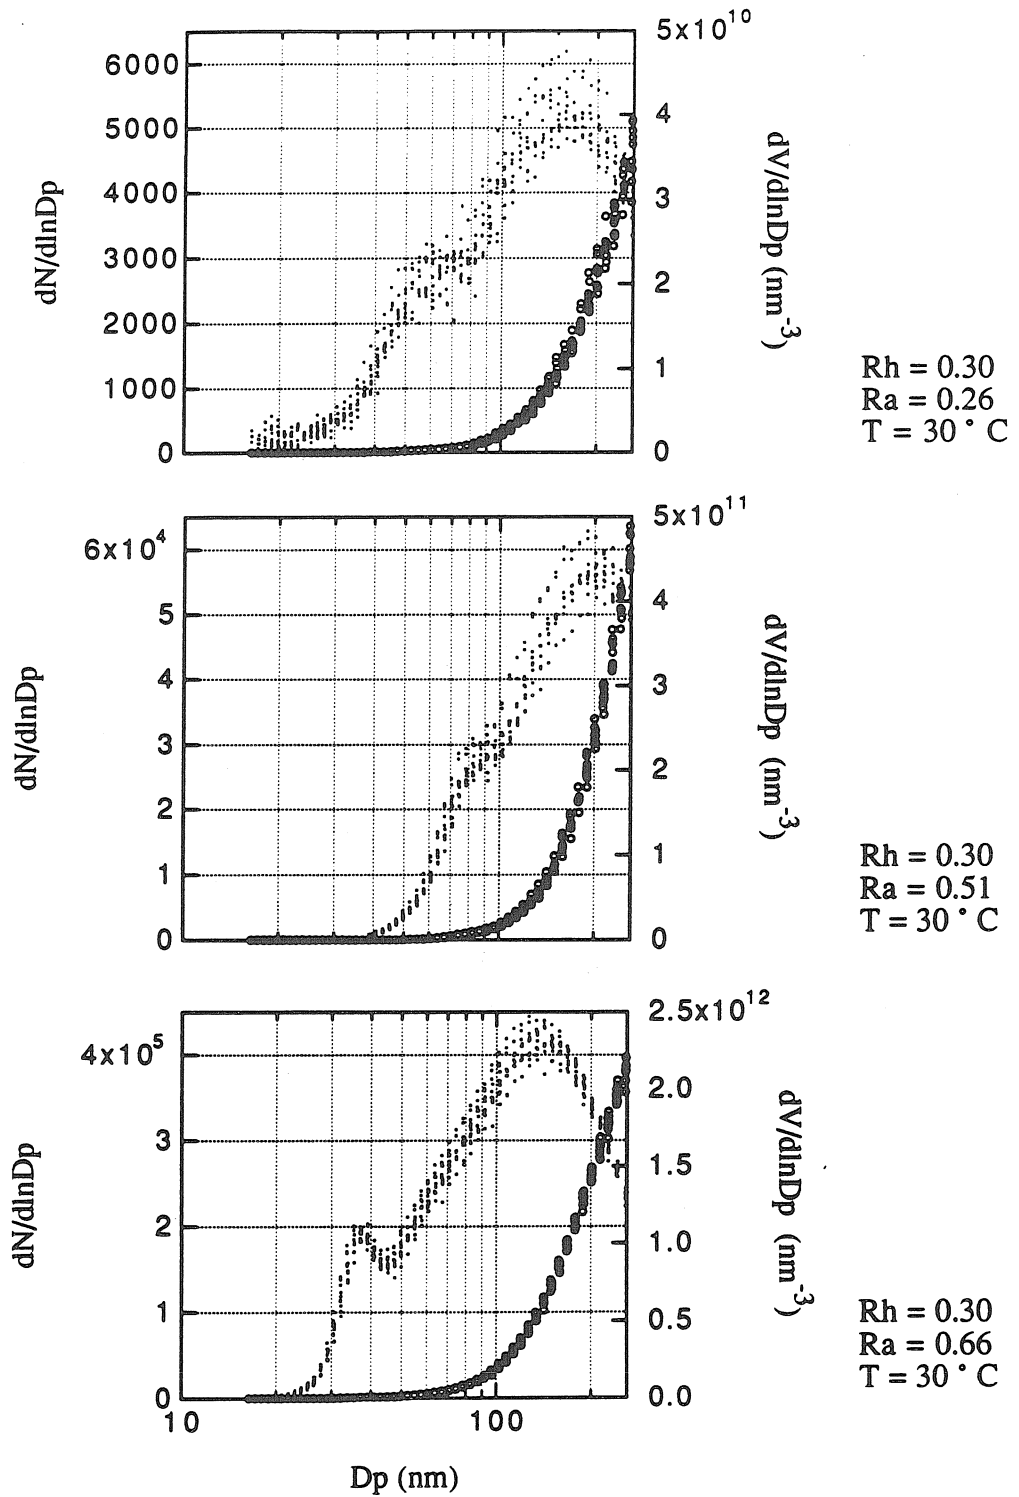 5x10^10
6000
5000
4000
3000
2000
1000
0
4
3
2
1
0
dN/dlnDp
dV/dlnDp (nm^-3)
Rh = 0.30
Ra = 0.26
T = 30 ° C
5x10^11
6x10^4
5
4
3
2
1
0
4
3
2
1
0
dN/dlnDp
dV/dlnDp (nm^-3)
Rh = 0.30
Ra = 0.51
T = 30 ° C
2.5x10^12
4x10^5
3
2
1
0
2.0
1.5
1.0
0.5
0.0
dN/dlnDp
dV/dlnDp (nm^-3)
Rh = 0.30
Ra = 0.66
T = 30 ° C
10
100
Dp (nm)